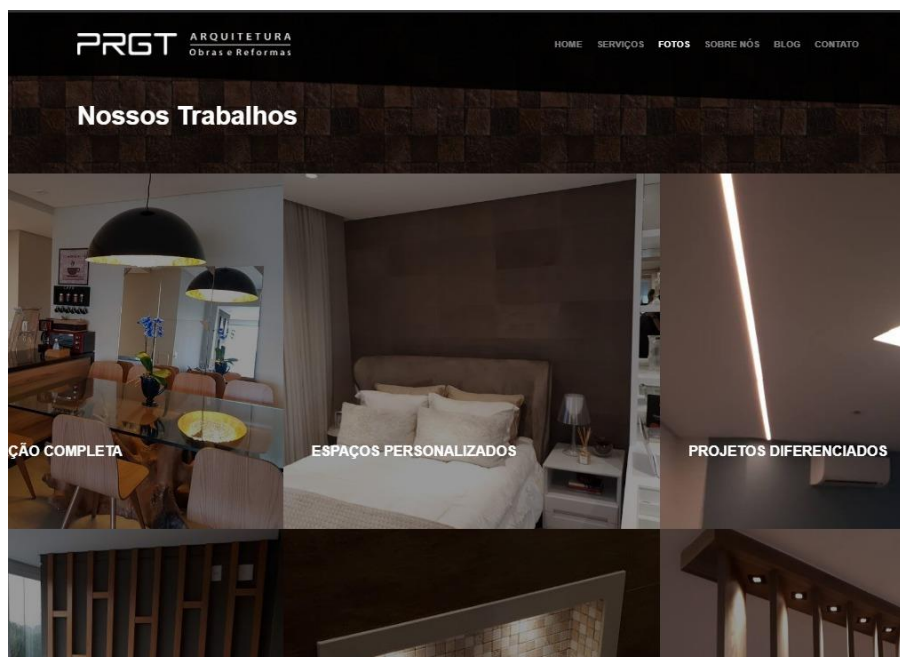 PRGT
ARQUITETURA
Obras e Reformas
HOME SERVIÇOS FOTOS SOBRE NÓS BLOG CONTATO
Nossos Trabalhos
ÇÃO COMPLETA
ESPAÇOS PERSONALIZADOS
PROJETOS DIFERENCIADOS